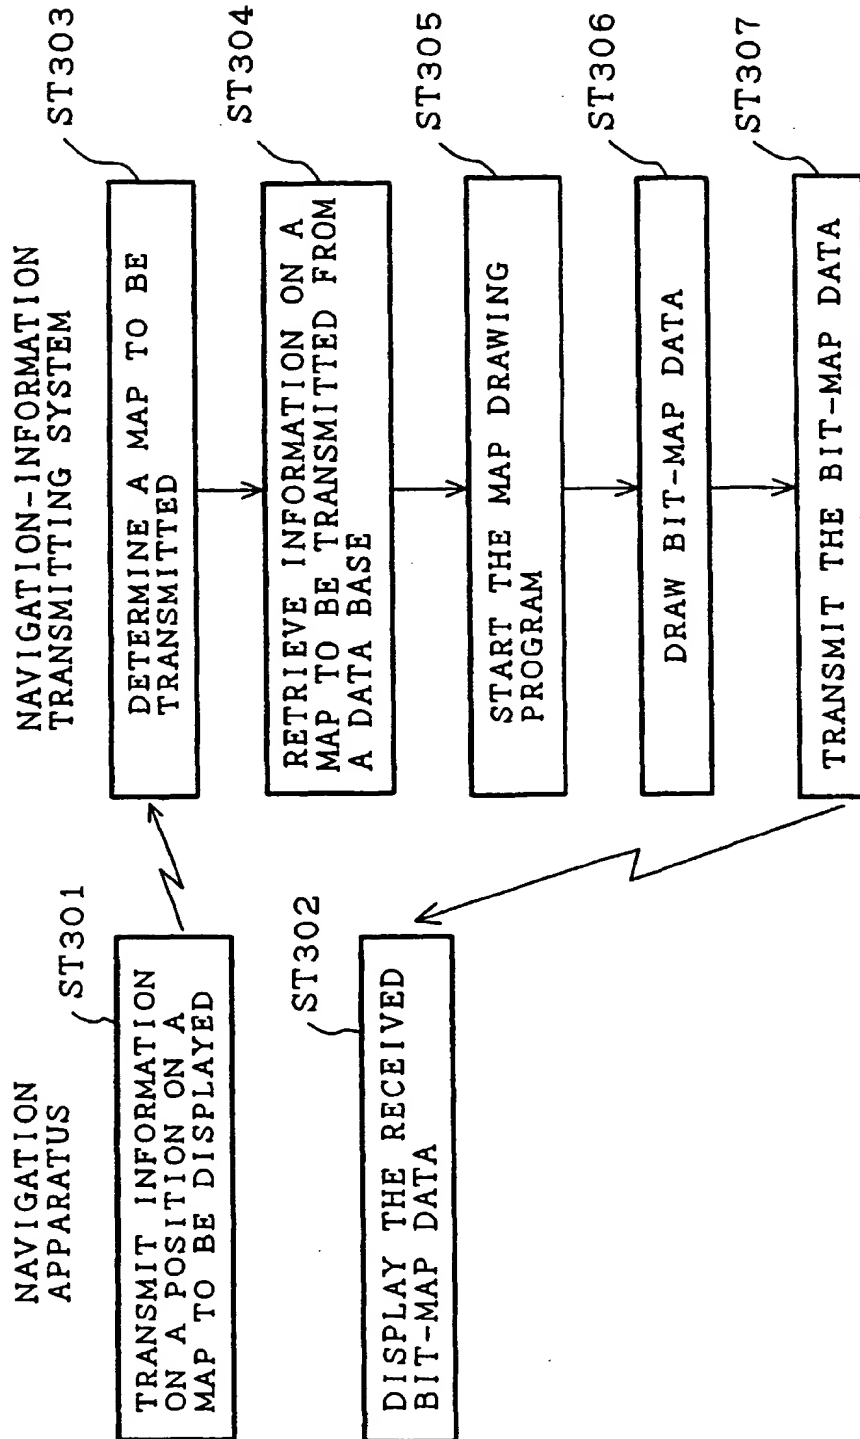 NAVIGATION
APPARATUS
ST301
TRANSMIT INFORMATION
ON A POSITION ON A
MAP TO BE DISPLAYED
ST302
DISPLAY THE RECEIVED
BIT-MAP DATA
NAVIGATION-INFORMATION
TRANSMITTING SYSTEM
ST303
DETERMINE A MAP TO BE
TRANSMITTED
ST304
RETRIEVE INFORMATION ON A
MAP TO BE TRANSMITTED FROM
A DATA BASE
ST305
START THE MAP DRAWING
PROGRAM
ST306
DRAW BIT-MAP DATA
ST307
TRANSMIT THE BIT-MAP DATA